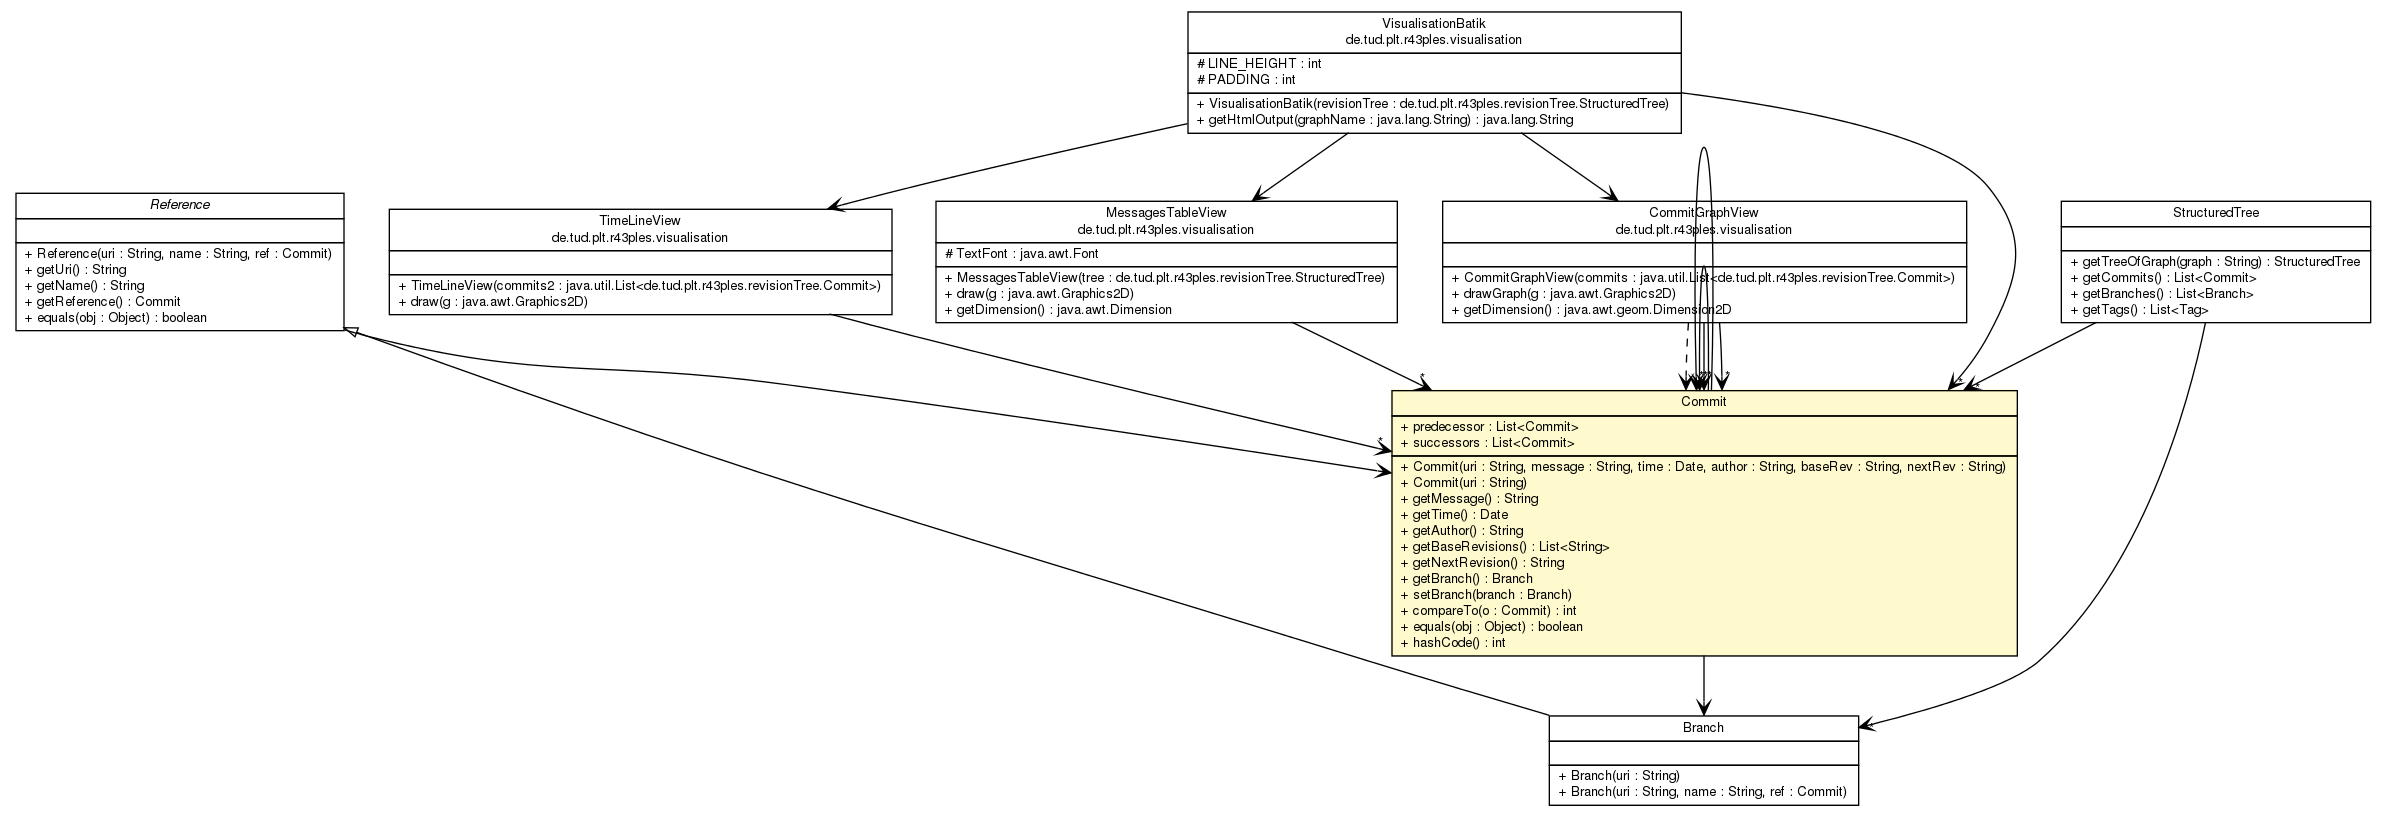 VisualisationBatik
de.tud.plt.r43ples.visualisation
# LINE_HEIGHT : int
# PADDING : int
+ VisualisationBatik(revisionTree : de.tud.plt.r43ples.revisionTree.StructuredTree)
+ getHtmlOutput(graphName : java.lang.String) : java.lang.String
Reference
+ Reference(uri : String, name : String, ref : Commit)
+ getUri() : String
+ getName() : String
+ getReference() : Commit
+ equals(obj : Object) : boolean
TimeLineView
de.tud.plt.r43ples.visualisation
+ TimeLineView(commits2 : java.util.List<de.tud.plt.r43ples.revisionTree.Commit>)
+ draw(g : java.awt.Graphics2D)
MessagesTableView
de.tud.plt.r43ples.visualisation
# TextFont : java.awt.Font
+ MessagesTableView(tree : de.tud.plt.r43ples.revisionTree.StructuredTree)
+ draw(g : java.awt.Graphics2D)
+ getDimension() : java.awt.Dimension
CommitGraphView
de.tud.plt.r43ples.visualisation
+ CommitGraphView(commits : java.util.List<de.tud.plt.r43ples.revisionTree.Commit>)
+ drawGraph(g : java.awt.Graphics2D)
+ getDimension() : java.awt.geom.Dimension2D
StructuredTree
+ getTreeOfGraph(graph : String) : StructuredTree
+ getCommits() : List<Commit>
+ getBranches() : List<Branch>
+ getTags() : List<Tag>
*
*
*
*
*
Commit
+ predecessor : List<Commit>
+ successors : List<Commit>
+ Commit(uri : String, message : String, time : Date, author : String, baseRev : String, nextRev : String)
+ Commit(uri : String)
+ getMessage() : String
+ getTime() : Date
+ getAuthor() : String
+ getBaseRevisions() : List<String>
+ getNextRevision() : String
+ getBranch() : Branch
+ setBranch(branch : Branch)
+ compareTo(o : Commit) : int
+ equals(obj : Object) : boolean
+ hashCode() : int
*
Branch
+ Branch(uri : String)
+ Branch(uri : String, name : String, ref : Commit)